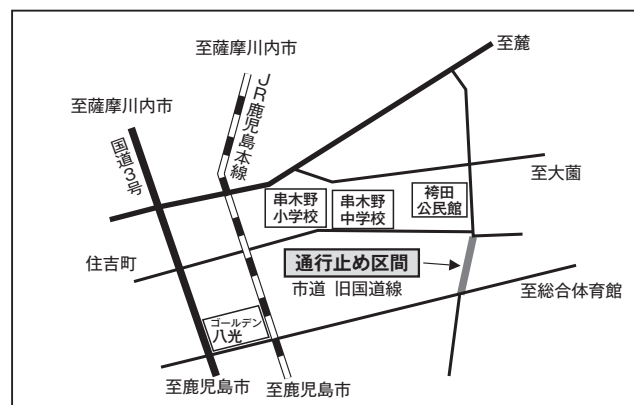 至麓
至薩摩川内市
至薩摩川内市
JR鹿児島本線
国道3号
至大薗
串木野
小学校
串木野
中学校
袴田
公民館
住吉町
通行止め区間
市道 旧国道線
至総合体育館
ゴールデン
八光
至鹿児島市
至鹿児島市